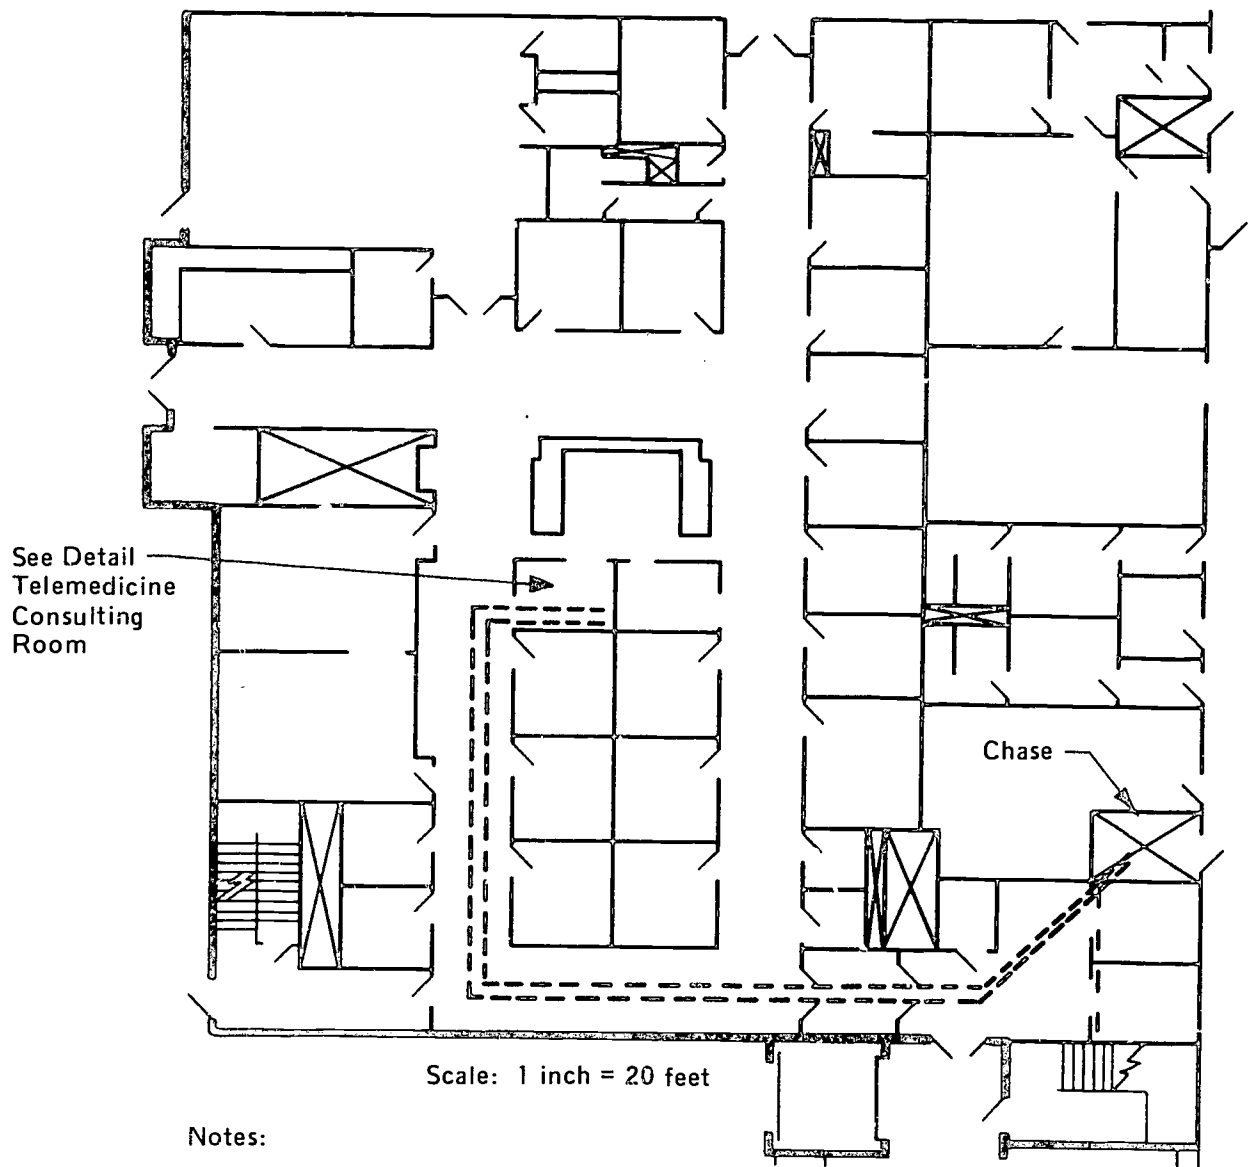 See Detail
Telemedicine
Consulting
Room
Chase
Scale: 1 inch = 20 feet
Notes: